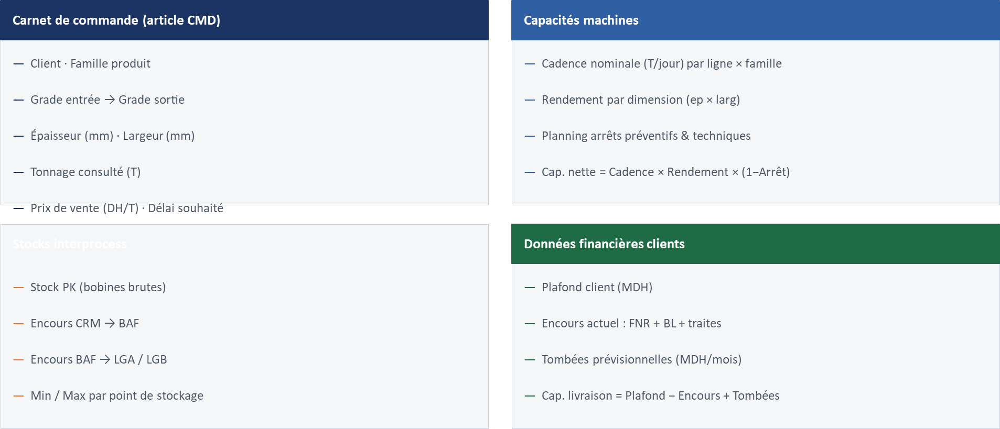 Carnet de commande (article CMD)
— Client · Famille produit
— Grade entrée → Grade sortie
— Épaisseur (mm) · Largeur (mm)
— Tonnage consulté (T)
— Prix de vente (DH/T) · Délai souhaité
Capacités machines
— Cadence nominale (T/jour) par ligne × famille
— Rendement par dimension (ep × larg)
— Planning arrêts préventifs & techniques
— Cap. nette = Cadence × Rendement × (1−Arrêt)
Stocks interprocess
— Stock PK (bobines brutes)
— Encours CRM → BAF
— Encours BAF → LGA / LGB
— Min / Max par point de stockage
Données financières clients
— Plafond client (MDH)
— Encours actuel : FNR + BL + traites
— Tombées prévisionnelles (MDH/mois)
— Cap. livraison = Plafond − Encours + Tombées